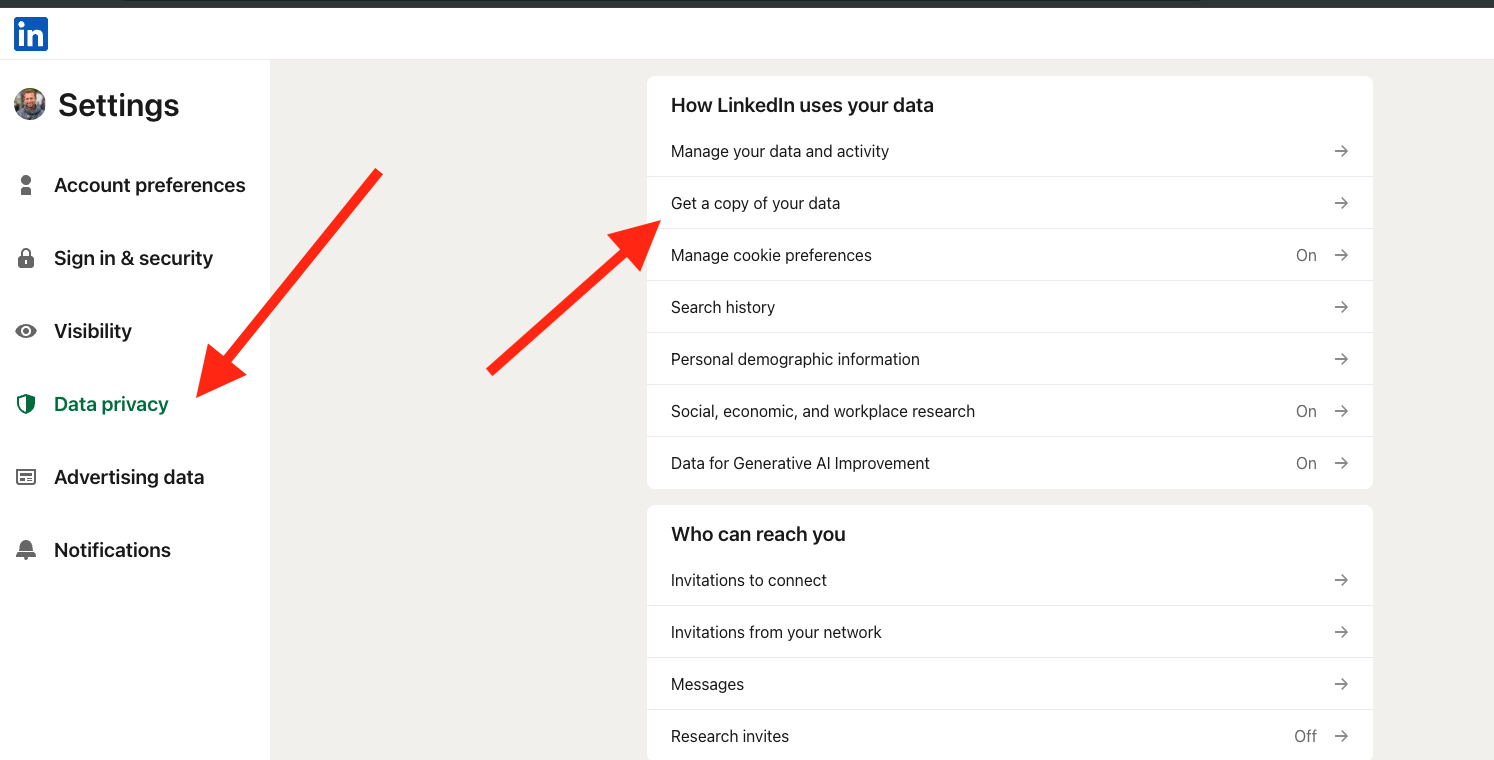 in
Settings
Account preferences
Sign in & security
Visibility
Data privacy
Advertising data
Notifications
How LinkedIn uses your data
Manage your data and activity
Get a copy of your data
Manage cookie preferences On
Search history
Personal demographic information
Social, economic, and workplace research On
Data for Generative AI Improvement On
Who can reach you
Invitations to connect
Invitations from your network
Messages
Research invites Off